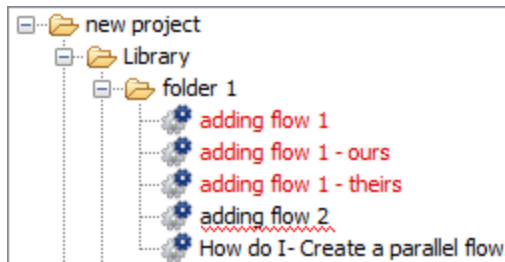 new project
Library
folder 1
adding flow 1
adding flow 1 - ours
adding flow 1 - theirs
adding flow 2
How do I- Create a parallel flow